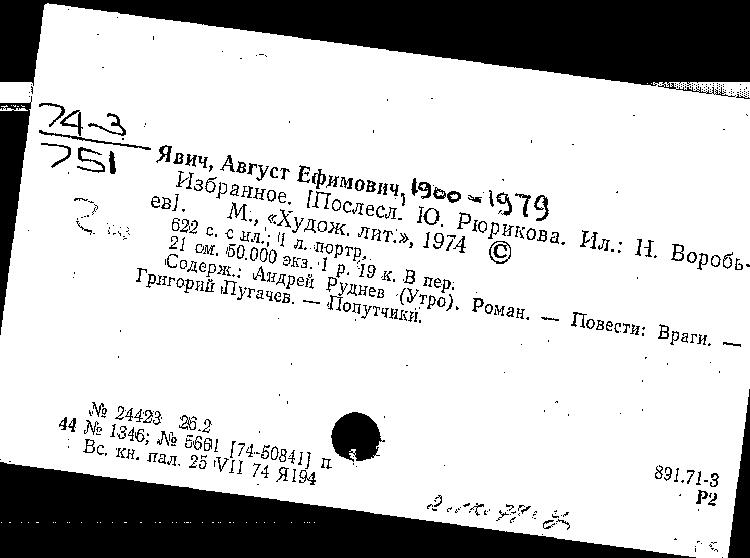 74-3
751
Явич, Август Ефимович, 1900-1979
Избранное. [Послесл. Ю. Рюрикова. Ил.: Н. Воробь-
ев]. М., «Худож. лит.», 1974 ©
622 с. с ил.; 1 л. портр.
21 см. 50.000 экз. 1 р. 19 к. В пер.
Содерж.: Андрей Руднев (Утро). Роман. — Повести: Враги. —
Григорий Пугачев. — Попутчики.
№ 24423 26.2
44 № 1346; № 5661 [74-50841] п
Вс. кн. пал. 25 VII 74 Я194
891.71-3
Р2